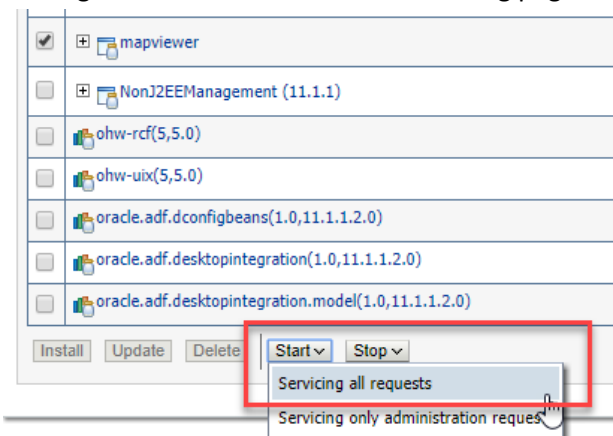 mapviewer
NonJ2EEManagement (11.1.1)
ohw-rcf(5,5.0)
ohw-uix(5,5.0)
oracle.adf.dconfigbeans(1.0,11.1.1.2.0)
oracle.adf.desktopintegration(1.0,11.1.1.2.0)
oracle.adf.desktopintegration.model(1.0,11.1.1.2.0)
Install Update Delete Start Stop
Servicing all requests
Servicing only administration